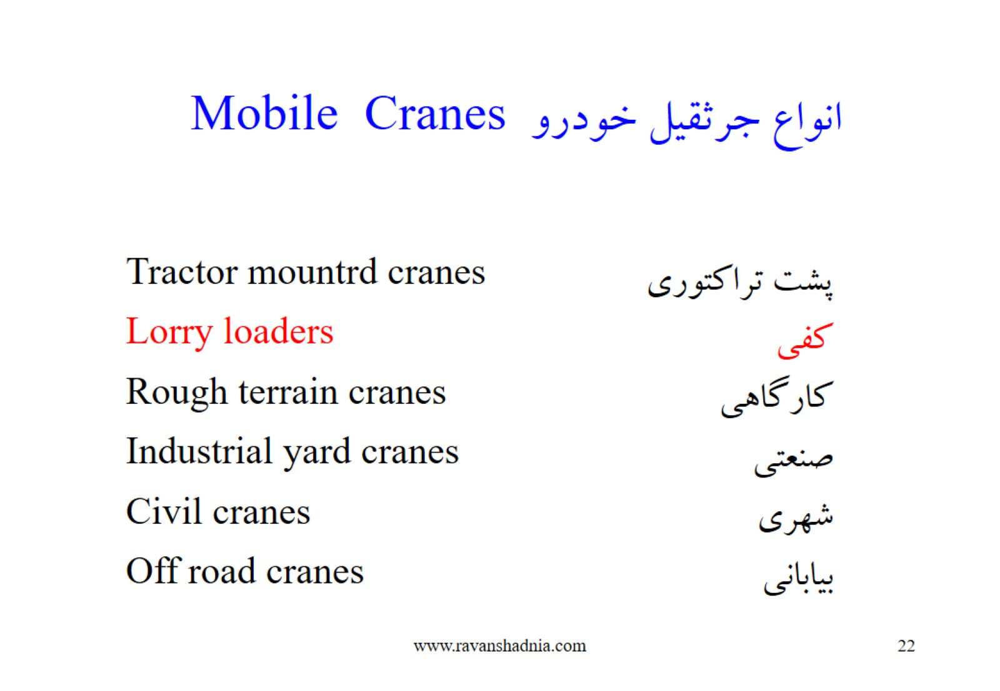 انواع جرثقیل خودرو Mobile Cranes
Tractor mountrd cranes پشت تراکتوری
Lorry loaders کفی
Rough terrain cranes کارگاهی
Industrial yard cranes صنعتی
Civil cranes شهری
Off road cranes بیابانی
www.ravanshadnia.com 22